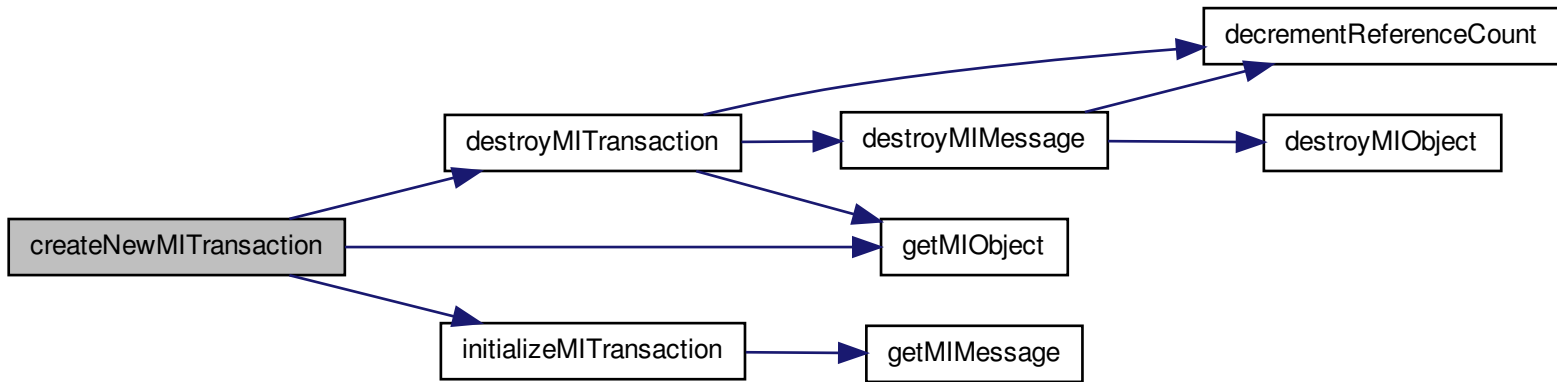 decrementReferenceCount
destroyMITransaction
destroyMIMessage
destroyMIObject
createNewMITransaction
getMIObject
initializeMITransaction
getMIMessage